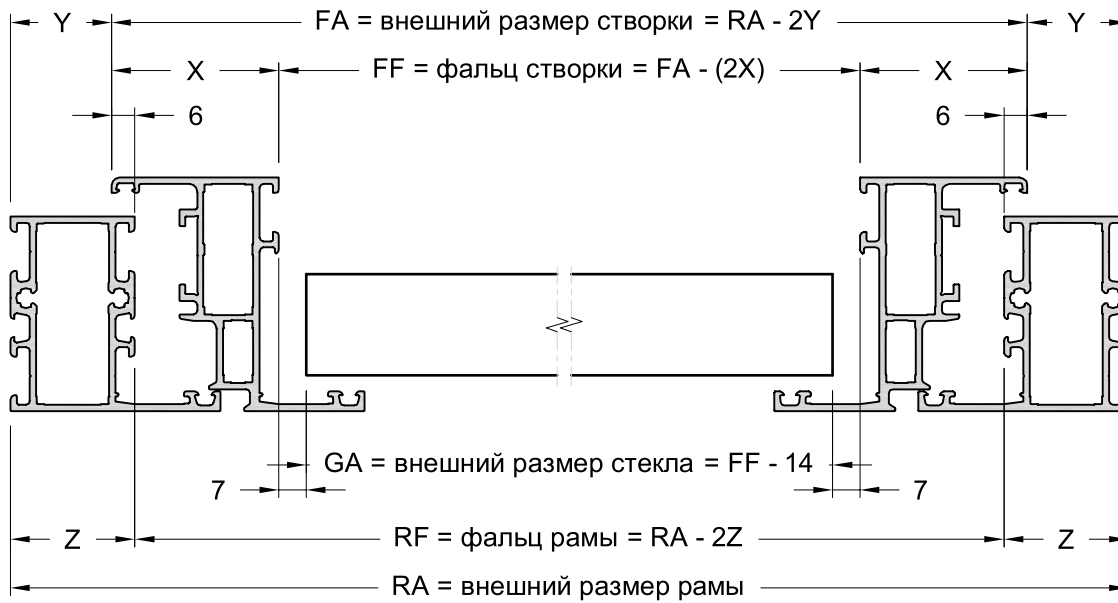 Y FA = внешний размер створки = RA - 2Y Y
X FF = фальц створки = FA - (2X) X
6 6
GA = внешний размер стекла = FF - 14
7 7
Z RF = фальц рамы = RA - 2Z Z
RA = внешний размер рамы